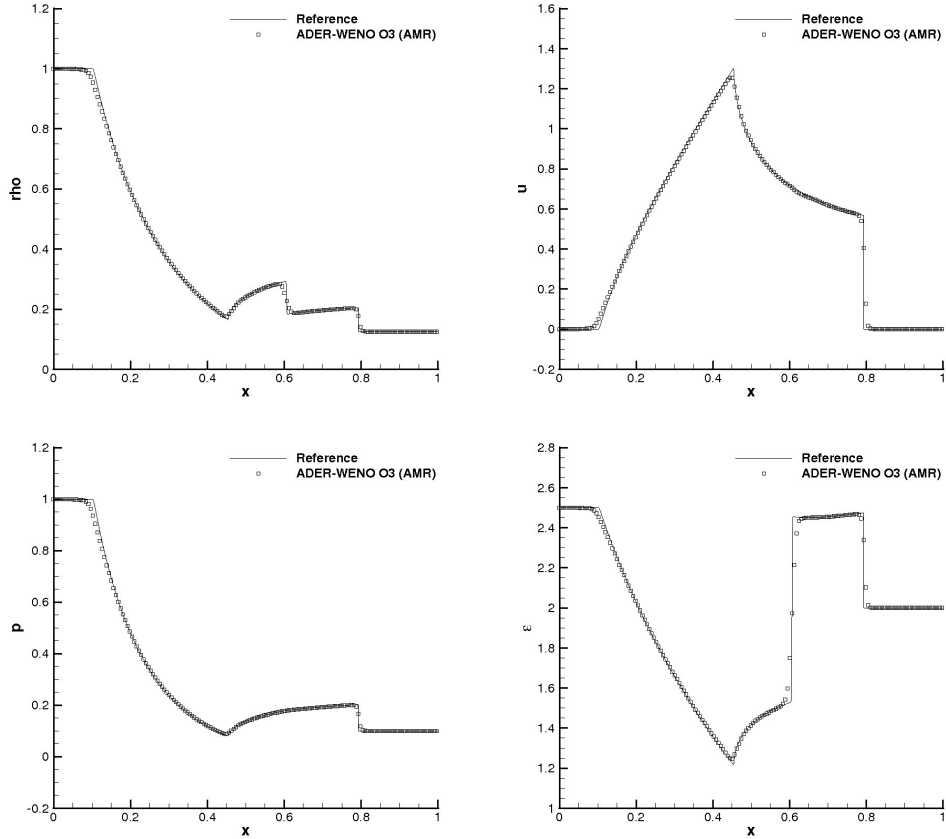 1.2
1
0.8
0.6
0.4
0.2
0
rho
Reference
ADER-WENO O3 (AMR)
0 0.2 0.4 0.6 0.8 1
x
1.6
1.4
1.2
1
0.8
0.6
0.4
0.2
0
-0.2
u
Reference
ADER-WENO O3 (AMR)
0 0.2 0.4 0.6 0.8 1
x
1.2
1
0.8
0.6
0.4
0.2
0
-0.2
p
Reference
ADER-WENO O3 (AMR)
0 0.2 0.4 0.6 0.8 1
x
2.8
2.6
2.4
2.2
2
1.8
1.6
1.4
1.2
1
ε
Reference
ADER-WENO O3 (AMR)
0 0.2 0.4 0.6 0.8 1
x